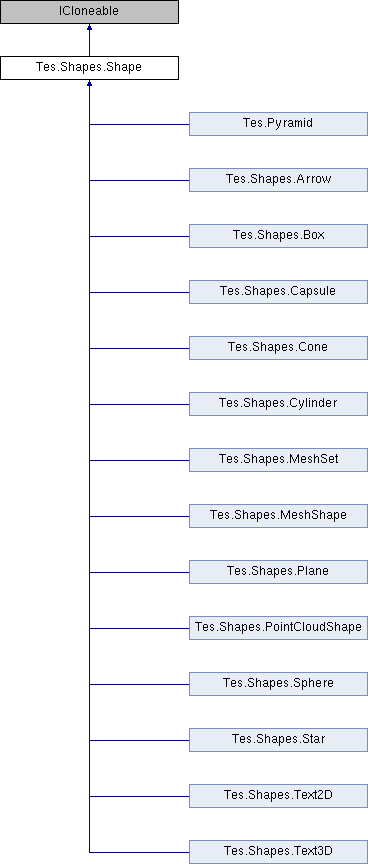 ICloneable
Tes.Shapes.Shape
Tes.Pyramid
Tes.Shapes.Arrow
Tes.Shapes.Box
Tes.Shapes.Capsule
Tes.Shapes.Cone
Tes.Shapes.Cylinder
Tes.Shapes.MeshSet
Tes.Shapes.MeshShape
Tes.Shapes.Plane
Tes.Shapes.PointCloudShape
Tes.Shapes.Sphere
Tes.Shapes.Star
Tes.Shapes.Text2D
Tes.Shapes.Text3D